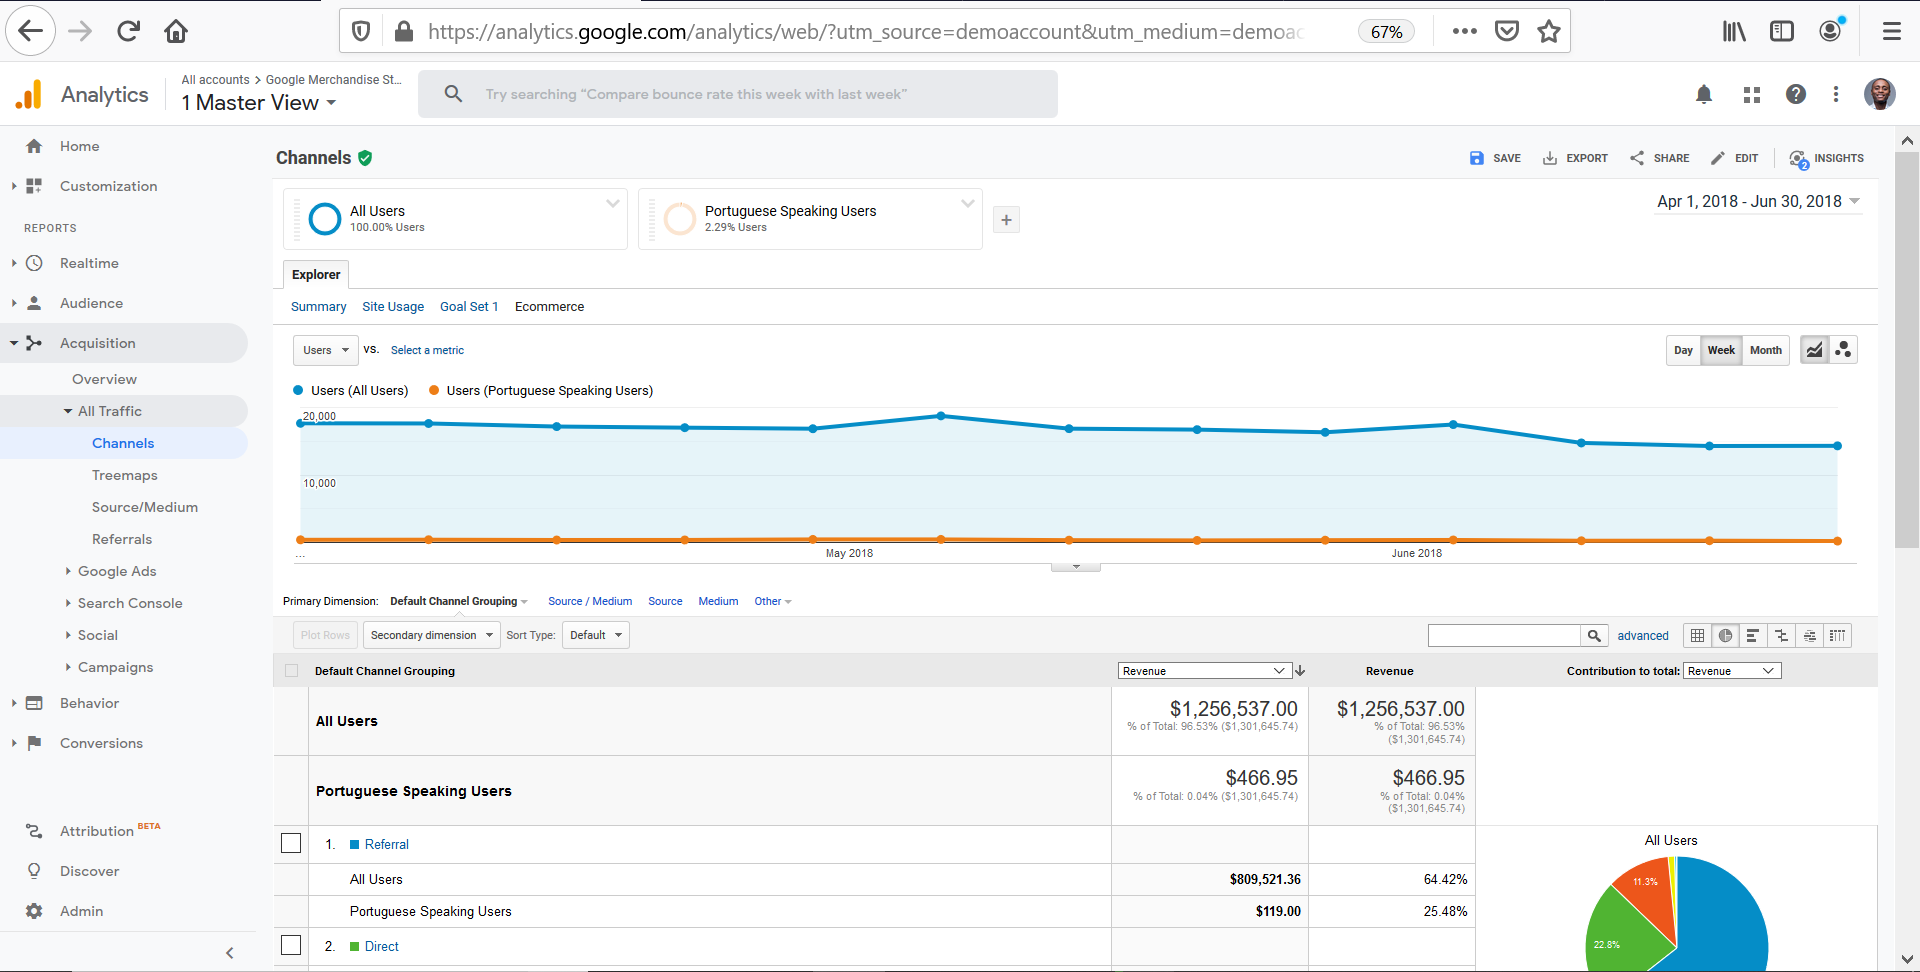 https://analytics.google.com/analytics/web/?utm_source=demoaccount&utm_medium=demoac
67%
Analytics
All accounts > Google Merchandise St...
1 Master View
Try searching “Compare bounce rate this week with last week”
Home
Customization
REPORTS
Realtime
Audience
Acquisition
Overview
All Traffic
Channels
Treemaps
Source/Medium
Referrals
Google Ads
Search Console
Social
Campaigns
Behavior
Conversions
Attribution BETA
Discover
Admin
Channels
SAVE EXPORT SHARE EDIT 2 INSIGHTS
All Users
100.00% Users
Portuguese Speaking Users
2.29% Users
+
Apr 1, 2018 - Jun 30, 2018
Explorer
Summary Site Usage Goal Set 1 Ecommerce
Users VS. Select a metric
Day Week Month
Users (All Users) Users (Portuguese Speaking Users)
20,000
10,000
... May 2018 June 2018
Primary Dimension: Default Channel Grouping Source / Medium Source Medium Other
Plot Rows Secondary dimension Sort Type: Default
advanced
Default Channel Grouping Revenue Revenue Contribution to total: Revenue
All Users
$1,256,537.00
% of Total: 96.53% ($1,301,645.74)
$1,256,537.00
% of Total: 96.53%
($1,301,645.74)
Portuguese Speaking Users
$466.95
% of Total: 0.04% ($1,301,645.74)
$466.95
% of Total: 0.04%
($1,301,645.74)
1. Referral
All Users $809,521.36 64.42%
Portuguese Speaking Users $119.00 25.48%
2. Direct
All Users
11.3%
22.8%